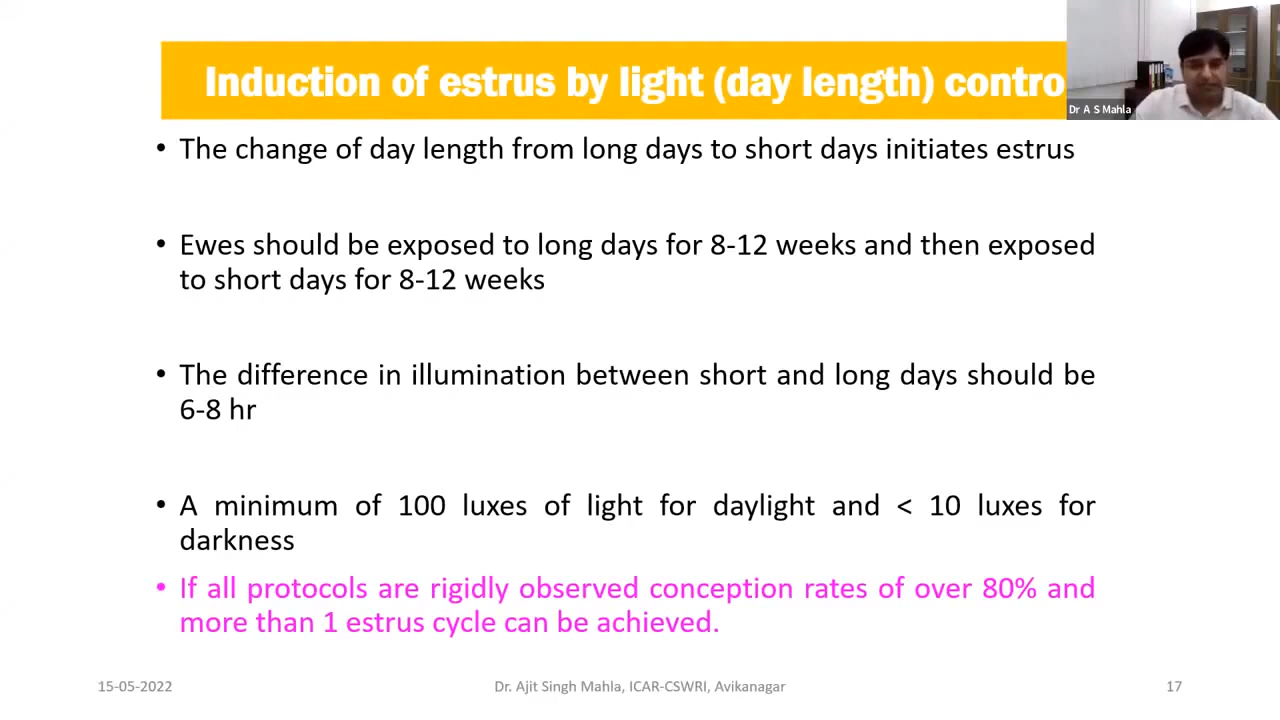 Induction of estrus by light (day length) contro
Dr A S Mahla
• The change of day length from long days to short days initiates estrus
• Ewes should be exposed to long days for 8-12 weeks and then exposed
to short days for 8-12 weeks
• The difference in illumination between short and long days should be
6-8 hr
• A minimum of 100 luxes of light for daylight and < 10 luxes for
darkness
• If all protocols are rigidly observed conception rates of over 80% and
more than 1 estrus cycle can be achieved.
15-05-2022
Dr. Ajit Singh Mahla, ICAR-CSWRI, Avikanagar
17